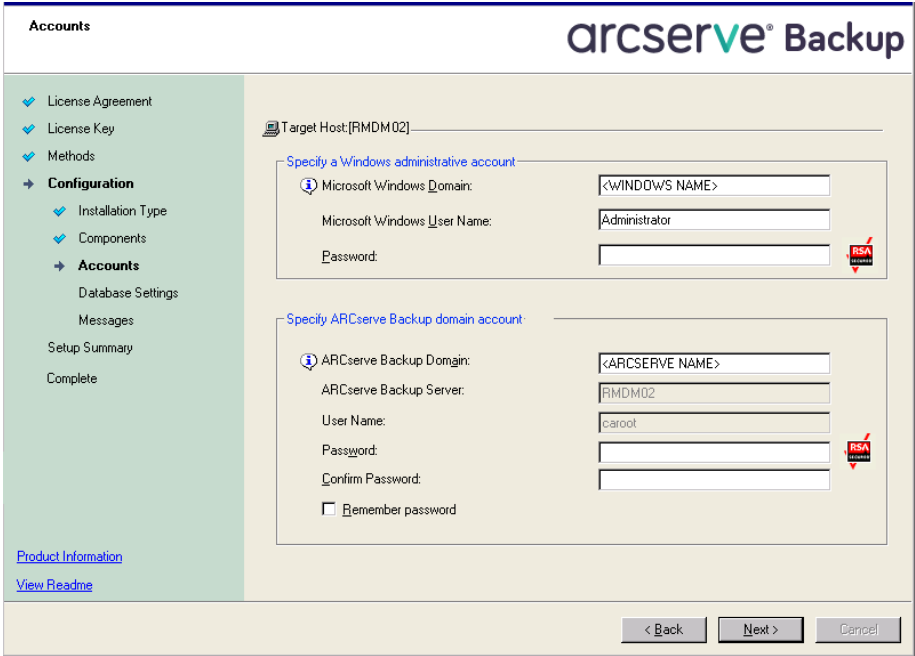 Accounts
arcserve® Backup
License Agreement
License Key
Methods
Configuration
Installation Type
Components
Accounts
Database Settings
Messages
Setup Summary
Complete
Product Information
View Readme
Target Host:[RMDM02]
Specify a Windows administrative account
Microsoft Windows Domain:
<WINDOWS NAME>
Microsoft Windows User Name:
Administrator
Password:
RSA
SECURED
Specify ARCserve Backup domain account
ARCserve Backup Domain:
<ARCSERVE NAME>
ARCserve Backup Server:
RMDM02
User Name:
caroot
Password:
RSA
SECURED
Confirm Password:
Remember password
< Back
Next >
Cancel